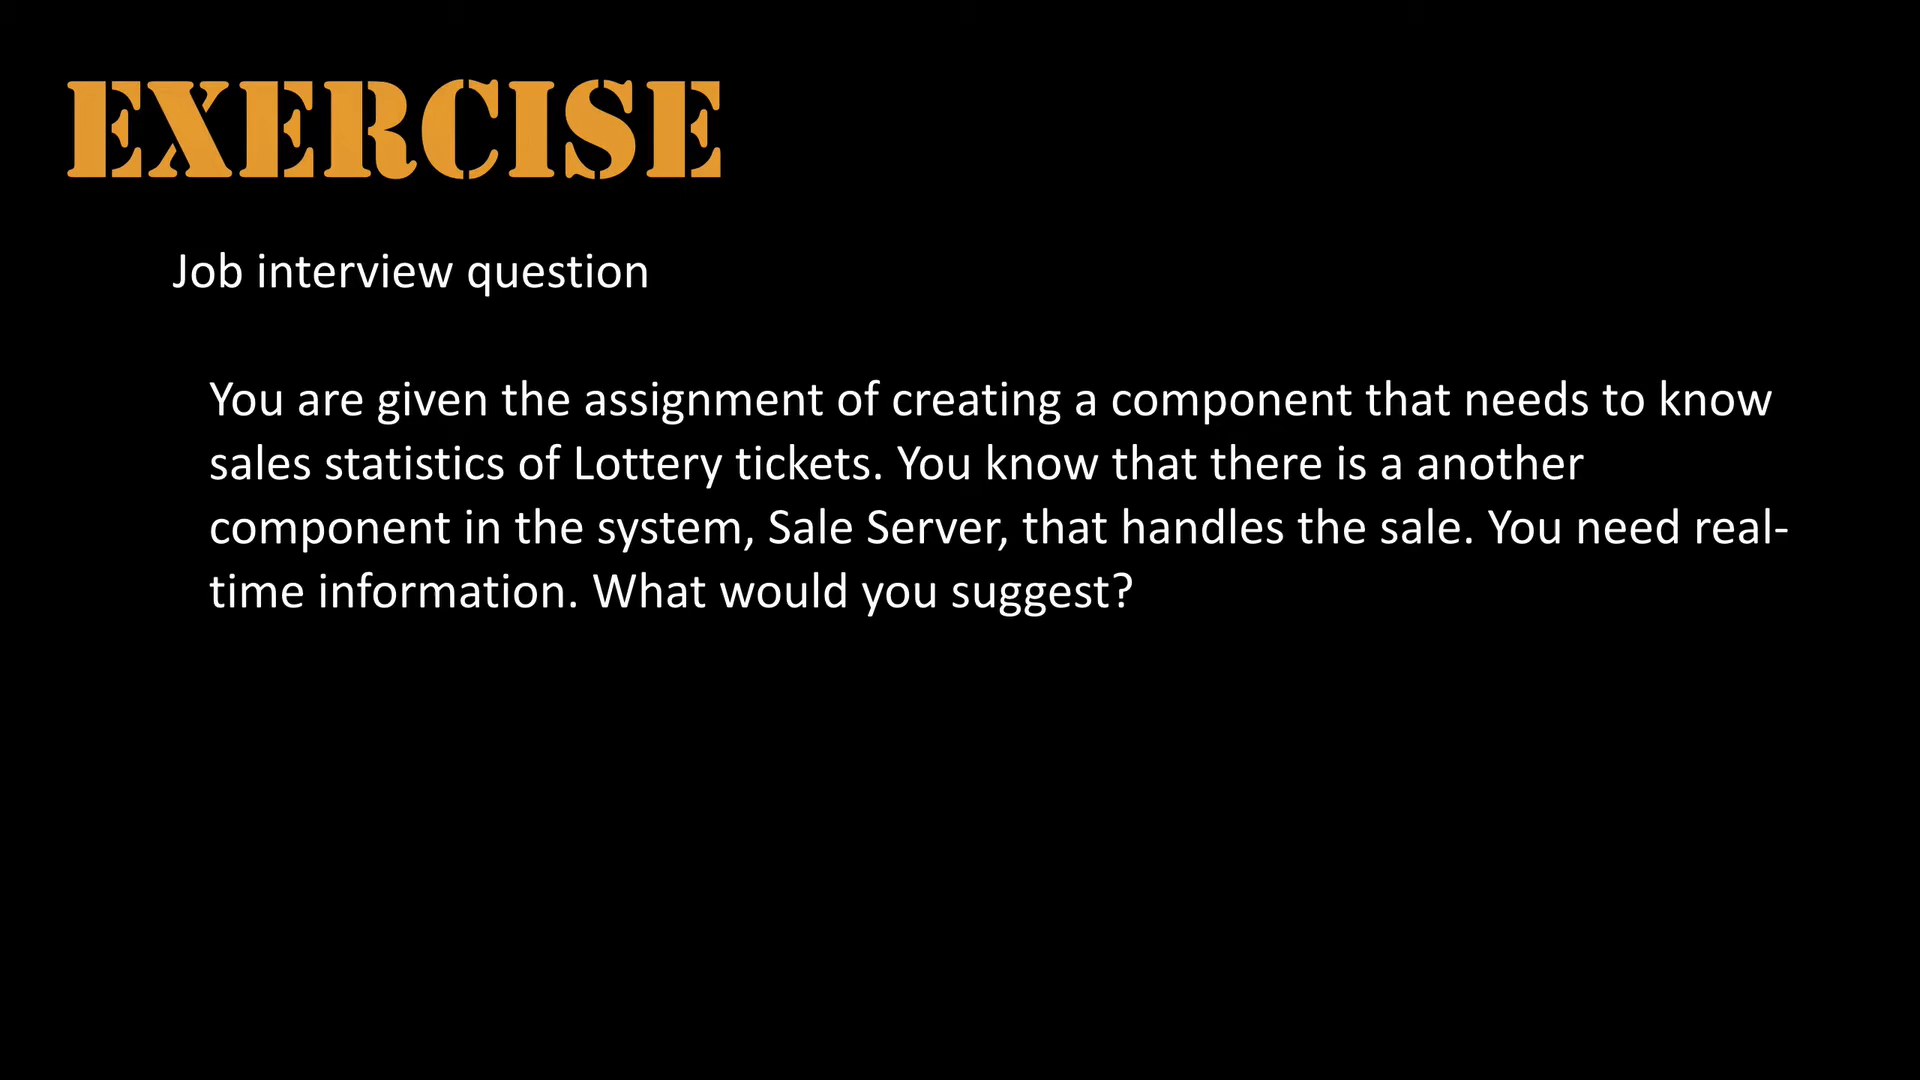 EXERCISE
Job interview question
You are given the assignment of creating a component that needs to know
sales statistics of Lottery tickets. You know that there is a another
component in the system, Sale Server, that handles the sale. You need real-
time information. What would you suggest?